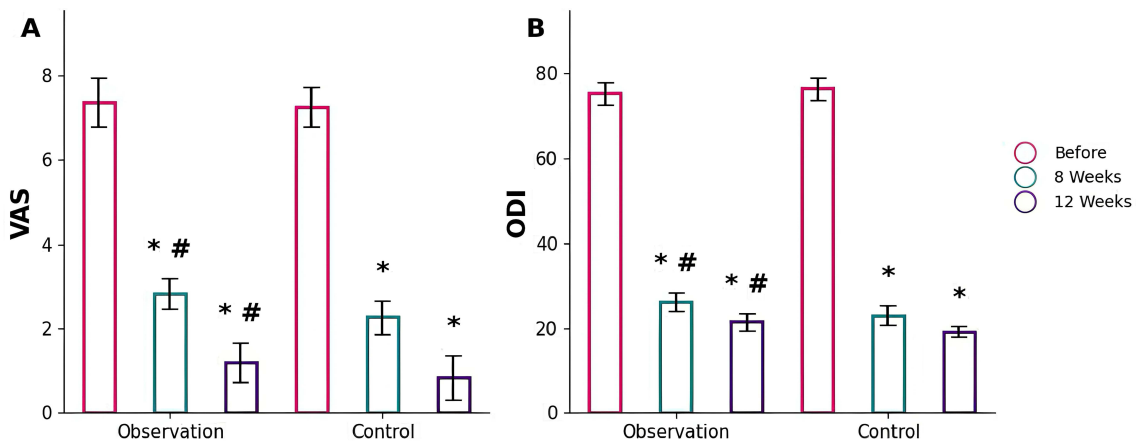 A
VAS
8
6
4
2
0
* #
* #
*
*
Observation
Control
B
ODI
80
60
40
20
0
* #
* #
*
*
Observation
Control
Before
8 Weeks
12 Weeks